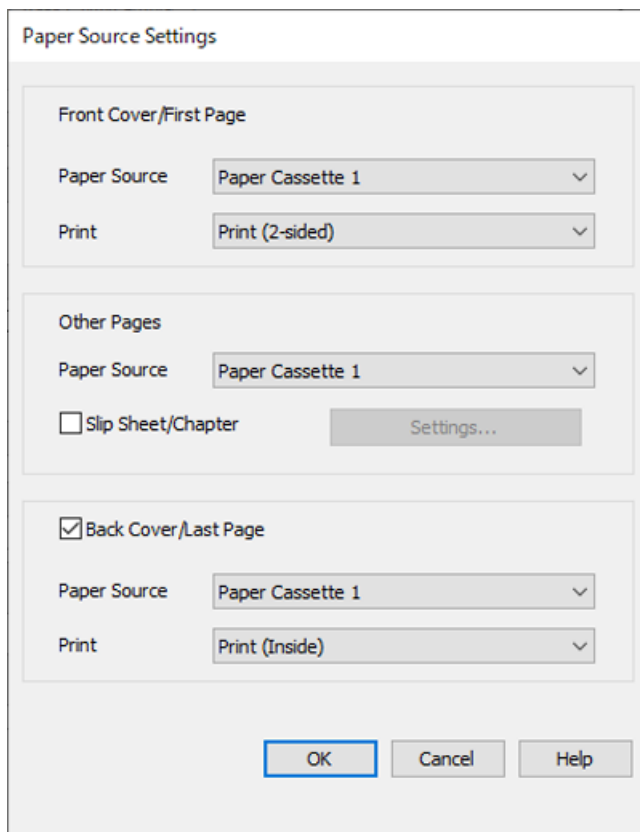 Paper Source Settings
Front Cover/First Page
Paper Source Paper Cassette 1
Print Print (2-sided)
Other Pages
Paper Source Paper Cassette 1
Slip Sheet/Chapter Settings...
Back Cover/Last Page
Paper Source Paper Cassette 1
Print Print (Inside)
OK Cancel Help